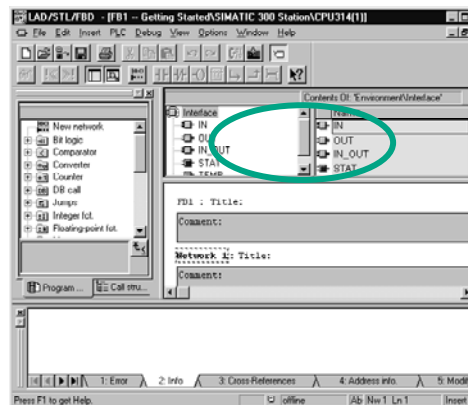 LAD/STL/FBD - [FB1 -- Getting Started\SIMATIC 300 Station\CPU314(1)]
File Edit Insert PLC Debug View Options Window Help
Contents Of: 'Environment\Interface'
Interface
IN
OUT
IN_OUT
STAT
TEMP
IN
OUT
IN_OUT
STAT
New network
Bit logic
Comparator
Converter
Counter
DB call
Jumps
Integer fct.
Floating-point fct.
Program ... Call stru...
FB1 : Title:
Comment:
Network 1: Title:
Comment:
1: Error 2: Info 3: Cross-References 4: Address info. 5: Modif
Press F1 to get Help. offline Ab Nw 1 Ln 1 Insert